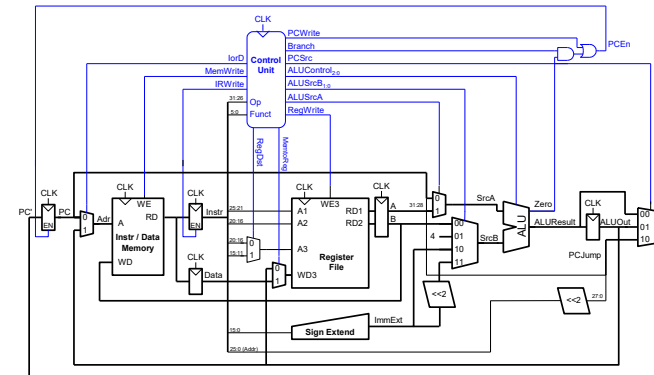 CLK
PCWrite
Branch
PCEn
IorD
Control
Unit
PCSrc
MemWrite
ALUControl2:0
IRWrite
ALUSrcB1:0
31:26
Op
ALUSrcA
5:0
Funct
RegWrite
RegDst
MemtoReg
CLK
CLK
CLK
CLK
CLK
PC'
EN
PC
0
1
Adr
WE
A
RD
Instr / Data
Memory
WD
EN
Instr
25:21
20:16
A1
A2
WE3
RD1
RD2
A
B
31:28
0
1
SrcA
Zero
CLK
20:16
15:11
0
1
A3
Register
File
WD3
0
1
CLK
Data
4
00
01
10
11
SrcB
ALU
ALUResult
ALUOut
00
01
10
PCJump
<<2
<<2
27:0
15:0
Sign Extend
ImmExt
25:0 (Addr)